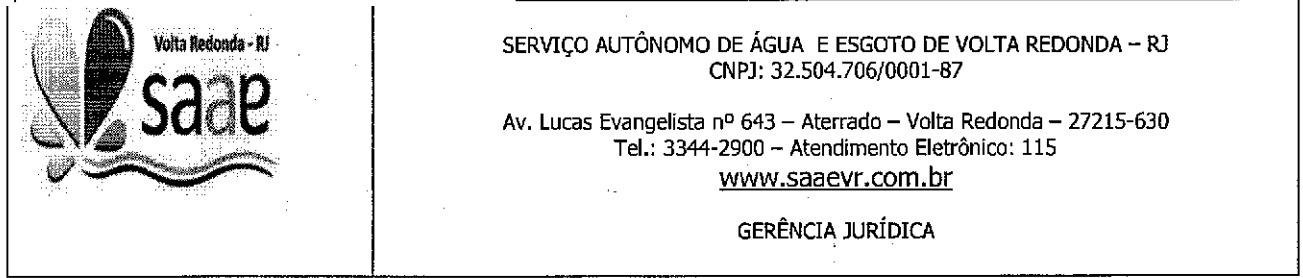 Volta Redonda - RJ
saae
SERVIÇO AUTÔNOMO DE ÁGUA E ESGOTO DE VOLTA REDONDA – RJ
CNPJ: 32.504.706/0001-87
Av. Lucas Evangelista nº 643 – Aterrado – Volta Redonda – 27215-630
Tel.: 3344-2900 – Atendimento Eletrônico: 115
www.saaevr.com.br
GERÊNCIA JURÍDICA